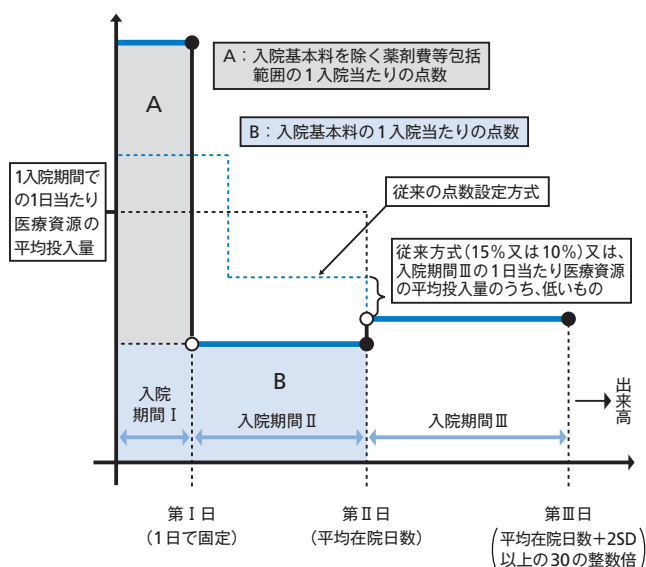 A：入院基本料を除く薬剤費等包括
範囲の1入院当たりの点数
A
B：入院基本料の1入院当たりの点数
1入院期間で
の1日当たり
医療資源の
平均投入量
従来の点数設定方式
従来方式（15％又は10％）又は、
入院期間Ⅲの1日当たり医療資源
の平均投入量のうち、低いもの
B
入院
期間Ⅰ
入院期間Ⅱ
入院期間Ⅲ
出来高
第Ⅰ日
（1日で固定）
第Ⅱ日
（平均在院日数）
第Ⅲ日
（平均在院日数＋2SD
以上の30の整数倍）